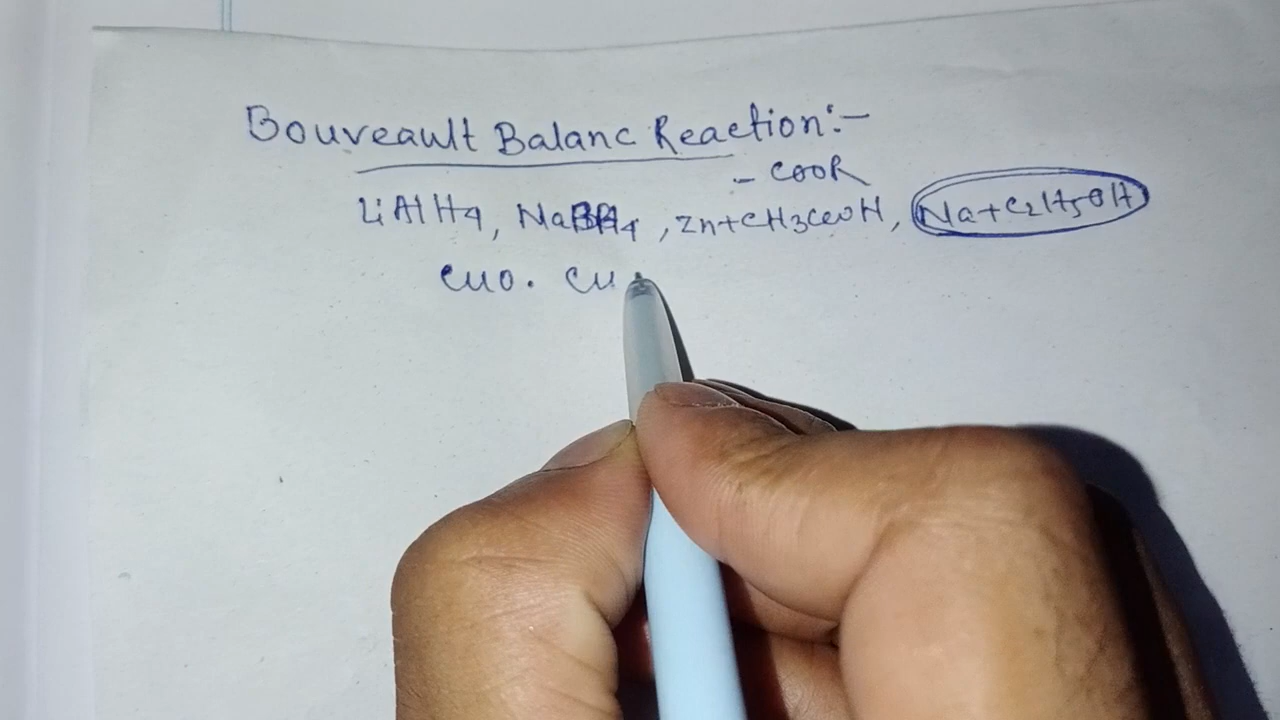 Bouveault Balanc Reaction:-
- COOR
LiAlH4, NaBH4, Zn+CH3COOH, Na+C2H5OH
CuO. Cu